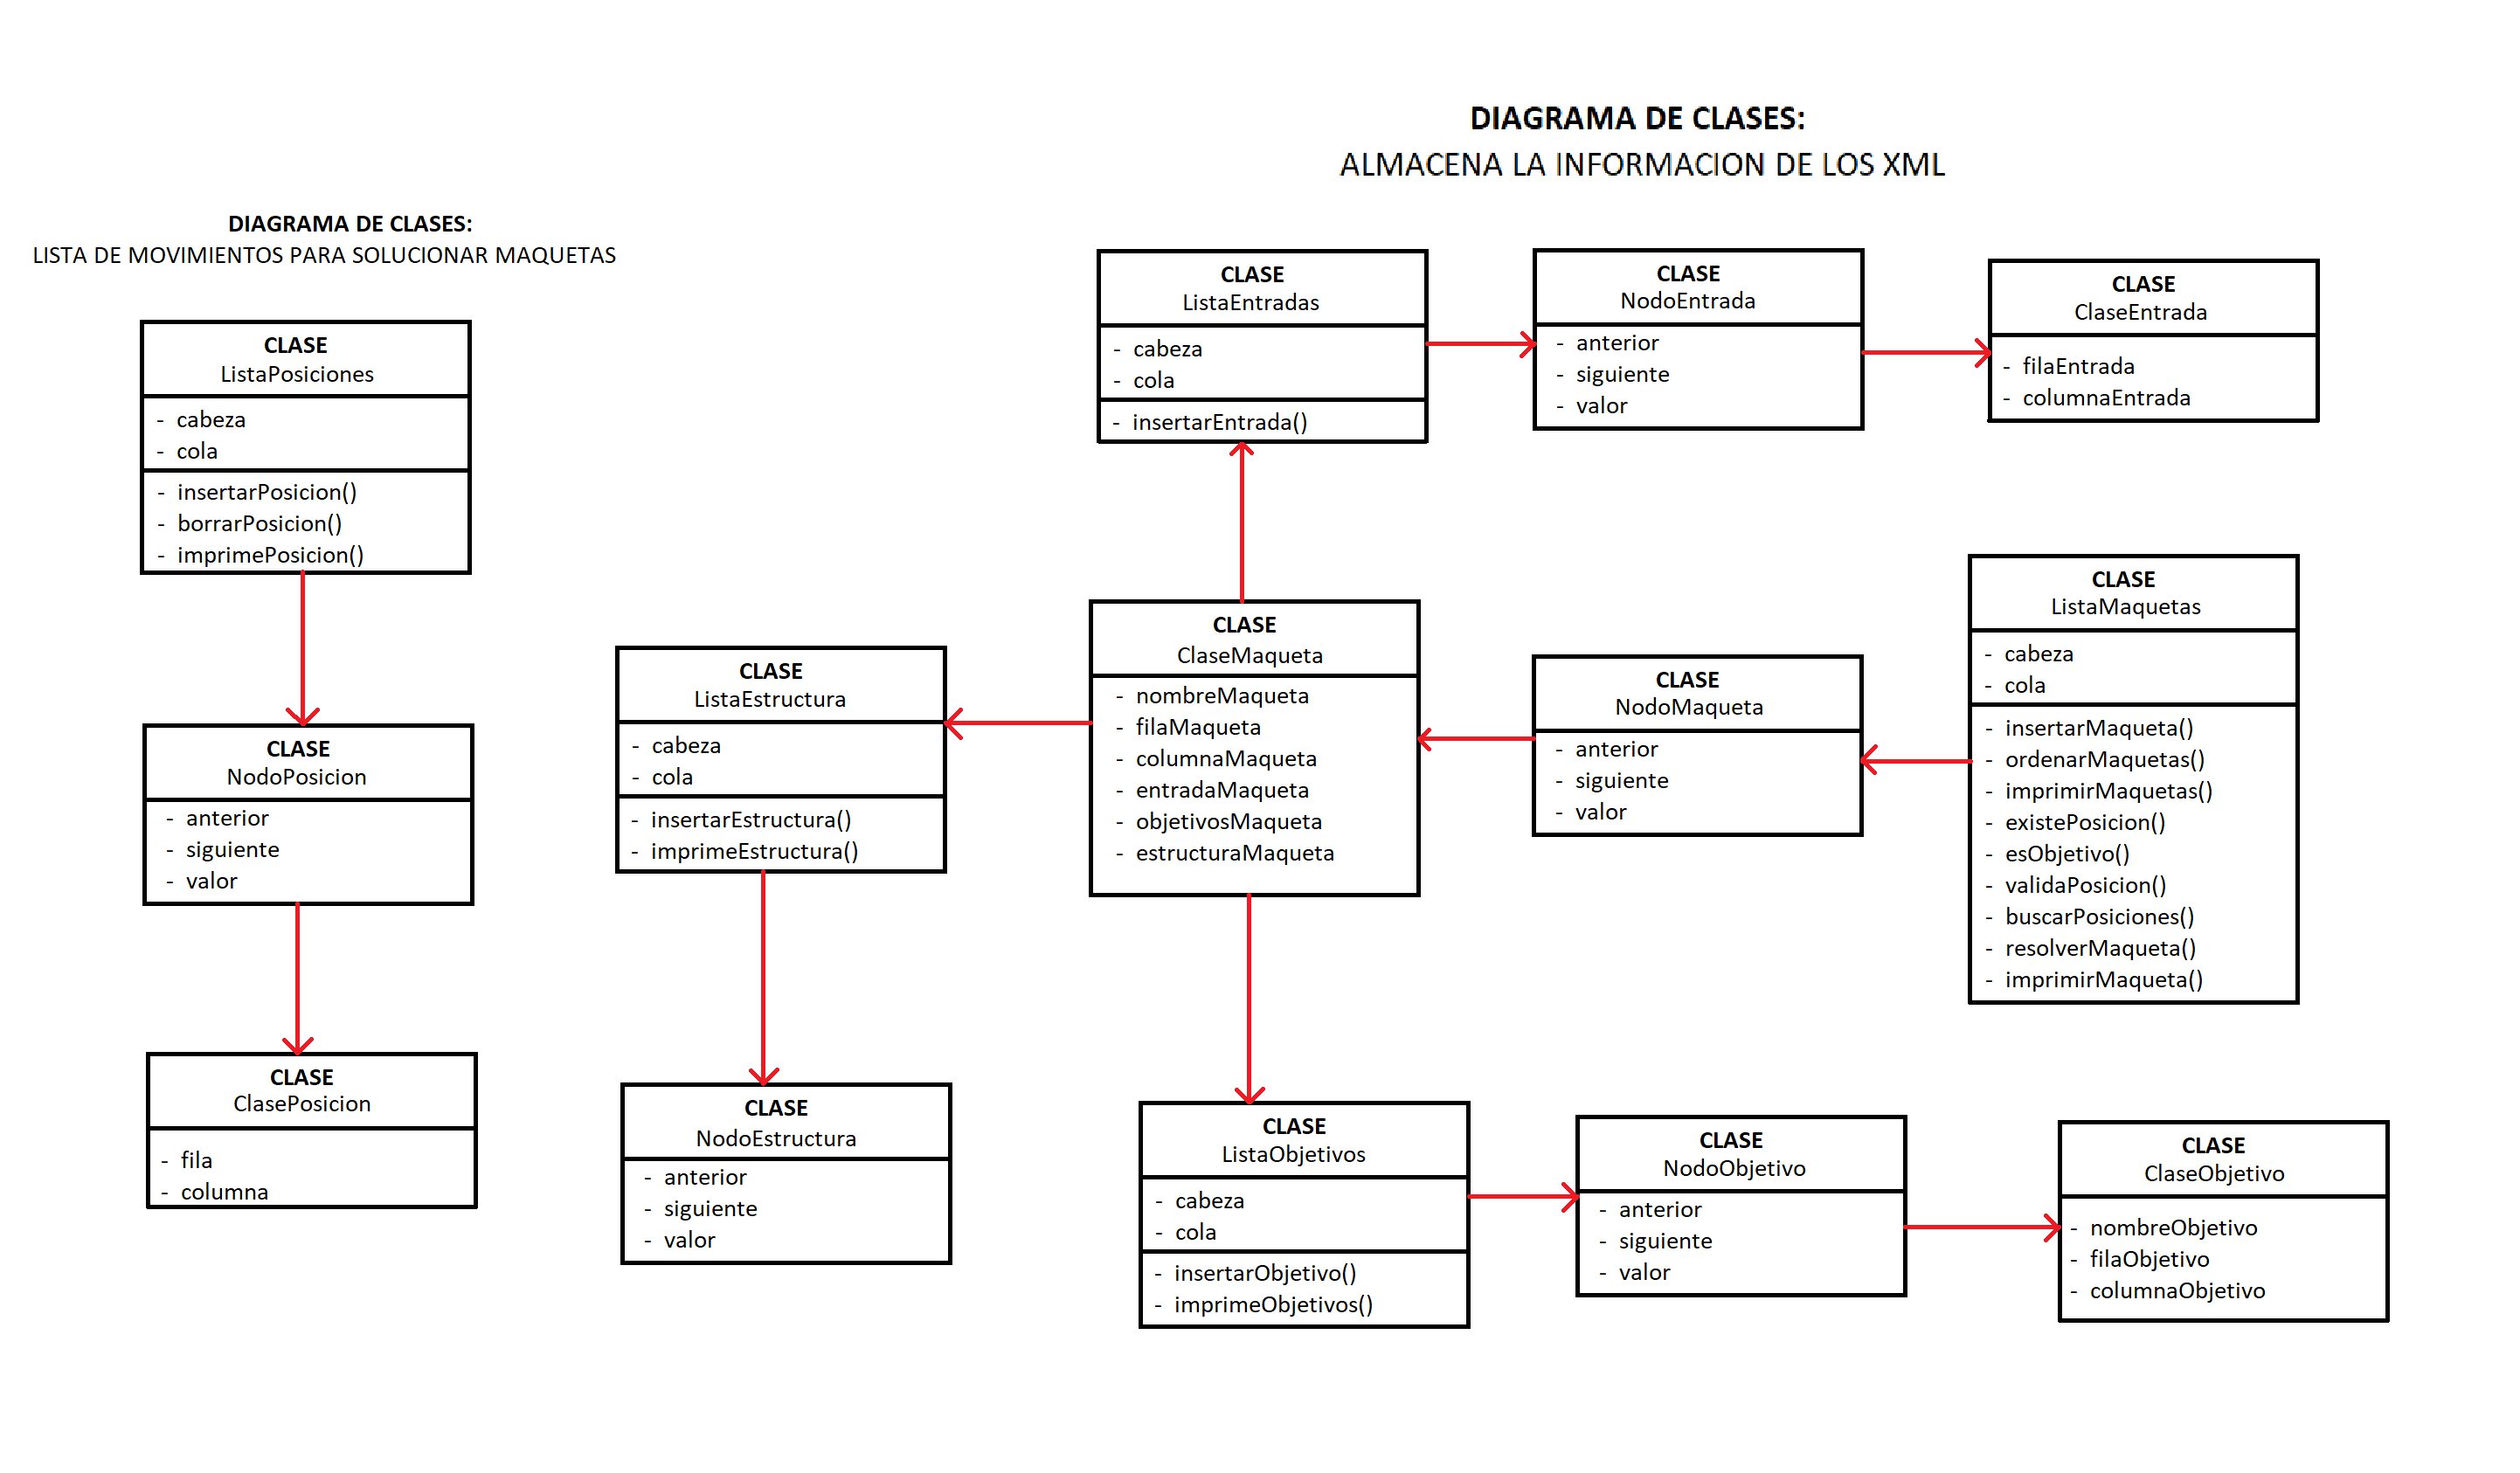 DIAGRAMA DE CLASES:
LISTA DE MOVIMIENTOS PARA SOLUCIONAR MAQUETAS
CLASE
ListaPosiciones
- cabeza
- cola
- insertarPosicion()
- borrarPosicion()
- imprimePosicion()
CLASE
NodoPosicion
- anterior
- siguiente
- valor
CLASE
ClasePosicion
- fila
- columna
DIAGRAMA DE CLASES:
ALMACENA LA INFORMACION DE LOS XML
CLASE
ListaEntradas
- cabeza
- cola
- insertarEntrada()
CLASE
NodoEntrada
- anterior
- siguiente
- valor
CLASE
ClaseEntrada
- filaEntrada
- columnaEntrada
CLASE
ListaEstructura
- cabeza
- cola
- insertarEstructura()
- imprimeEstructura()
CLASE
ClaseMaqueta
- nombreMaqueta
- filaMaqueta
- columnaMaqueta
- entradaMaqueta
- objetivosMaqueta
- estructuraMaqueta
CLASE
NodoMaqueta
- anterior
- siguiente
- valor
CLASE
ListaMaquetas
- cabeza
- cola
- insertarMaqueta()
- ordenarMaquetas()
- imprimirMaquetas()
- existePosicion()
- esObjetivo()
- validaPosicion()
- buscarPosiciones()
- resolverMaqueta()
- imprimirMaqueta()
CLASE
NodoEstructura
- anterior
- siguiente
- valor
CLASE
ListaObjetivos
- cabeza
- cola
- insertarObjetivo()
- imprimeObjetivos()
CLASE
NodoObjetivo
- anterior
- siguiente
- valor
CLASE
ClaseObjetivo
- nombreObjetivo
- filaObjetivo
- columnaObjetivo